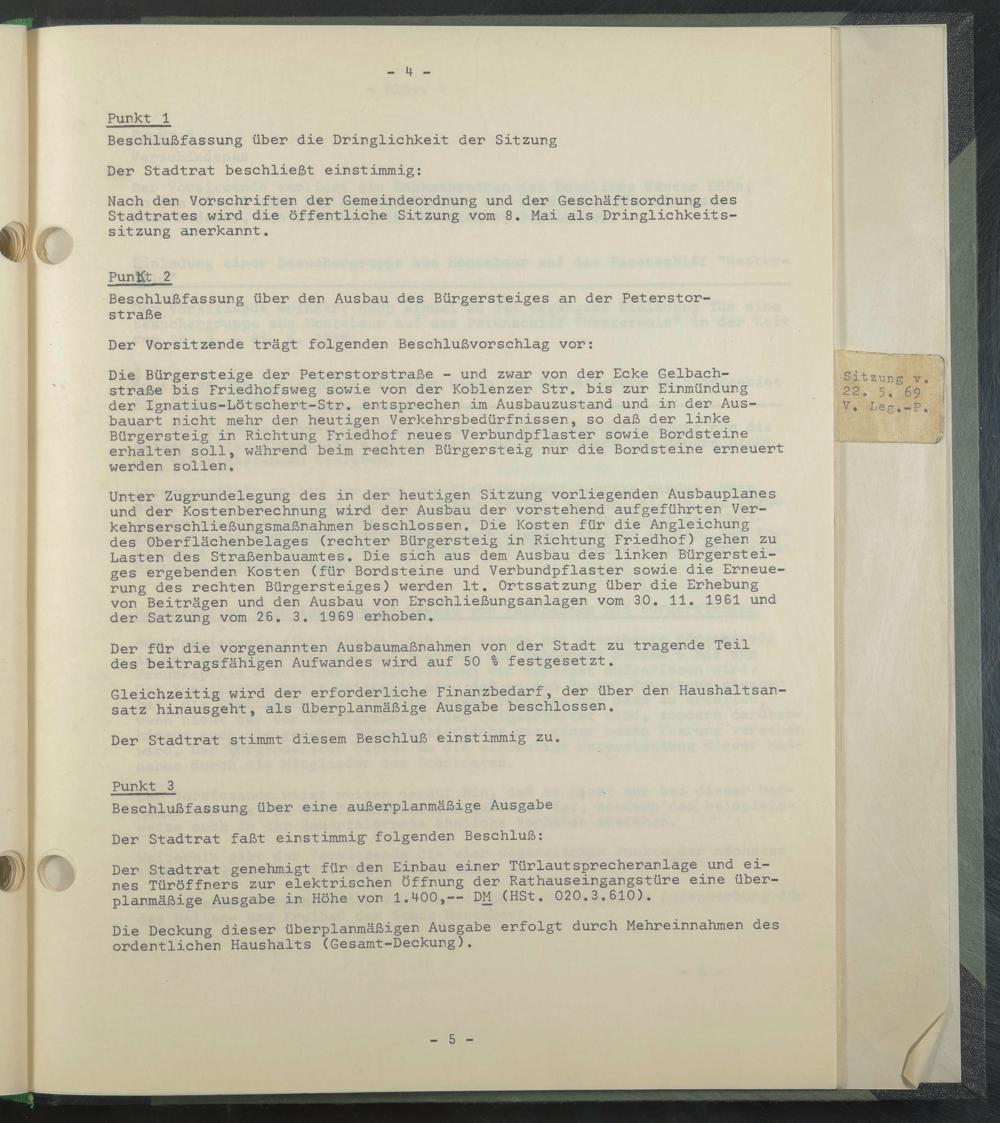 - 4 -
Punkt 1
Beschlußfassung über die Dringlichkeit der Sitzung
Der Stadtrat beschließt einstimmig:
Nach den Vorschriften der Gemeindeordnung und der Geschäftsordnung des
Stadtrates wird die öffentliche Sitzung vom 8. Mai als Dringlichkeits-
sitzung anerkannt.
Punkt 2
Beschlußfassung über den Ausbau des Bürgersteiges an der Peterstor-
straße
Der Vorsitzende trägt folgenden Beschlußvorschlag vor:
Die Bürgersteige der Peterstorstraße - und zwar von der Ecke Gelbach-
straße bis Friedhofsweg sowie von der Koblenzer Str. bis zur Einmündung
der Ignatius-Lötschert-Str. entsprechen im Ausbauzustand und in der Aus-
bauart nicht mehr den heutigen Verkehrsbedürfnissen, so daß der linke
Bürgersteig in Richtung Friedhof neues Verbundpflaster sowie Bordsteine
erhalten soll, während beim rechten Bürgersteig nur die Bordsteine erneuert
werden sollen.
Unter Zugrundelegung des in der heutigen Sitzung vorliegenden Ausbauplanes
und der Kostenberechnung wird der Ausbau der vorstehend aufgeführten Ver-
kehrserschließungsmaßnahmen beschlossen. Die Kosten für die Angleichung
des Oberflächenbelages (rechter Bürgersteig in Richtung Friedhof) gehen zu
Lasten des Straßenbauamtes. Die sich aus dem Ausbau des linken Bürgerstei-
ges ergebenden Kosten (für Bordsteine und Verbundpflaster sowie die Erneue-
rung des rechten Bürgersteiges) werden lt. Ortssatzung über die Erhebung
von Beiträgen und den Ausbau von Erschließungsanlagen vom 30. 11. 1961 und
der Satzung vom 26. 3. 1969 erhoben.
Der für die vorgenannten Ausbaumaßnahmen von der Stadt zu tragende Teil
des beitragsfähigen Aufwandes wird auf 50 % festgesetzt.
Gleichzeitig wird der erforderliche Finanzbedarf, der über den Haushaltsan-
satz hinausgeht, als überplanmäßige Ausgabe beschlossen.
Der Stadtrat stimmt diesem Beschluß einstimmig zu.
Punkt 3
Beschlußfassung über eine außerplanmäßige Ausgabe
Der Stadtrat faßt einstimmig folgenden Beschluß:
Der Stadtrat genehmigt für den Einbau einer Türlautsprecheranlage und ei-
nes Türöffners zur elektrischen Öffnung der Rathauseingangstüre eine über-
planmäßige Ausgabe in Höhe von 1.400,-- DM (HSt. 020.3.610).
Die Deckung dieser überplanmäßigen Ausgabe erfolgt durch Mehreinnahmen des
ordentlichen Haushalts (Gesamt-Deckung).
- 5 -
Sitzung v.
22. 5. 69
V. Leg.-P.